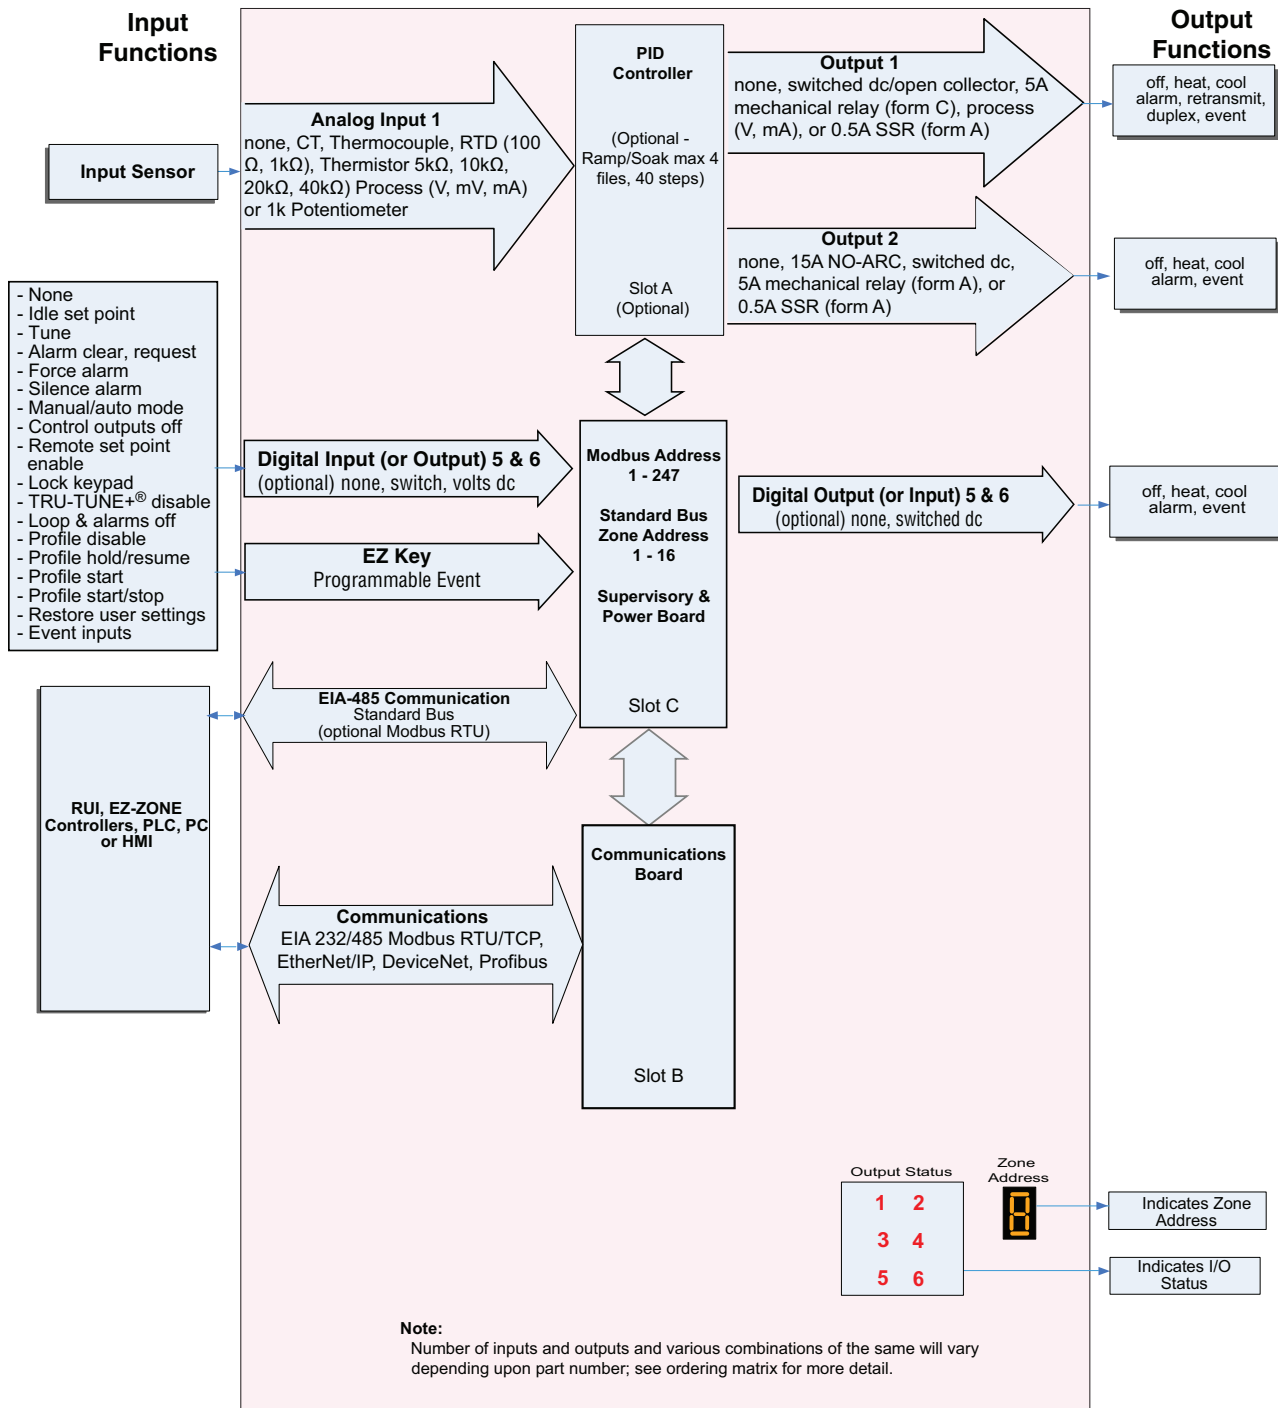 Input
Functions
Output
Functions
Input Sensor
Analog Input 1
none, CT, Thermocouple, RTD (100
Ω, 1kΩ), Thermistor 5kΩ, 10kΩ,
20kΩ, 40kΩ) Process (V, mV, mA)
or 1k Potentiometer
PID
Controller
(Optional -
Ramp/Soak max 4
files, 40 steps)
Slot A
(Optional)
Output 1
none, switched dc/open collector, 5A
mechanical relay (form C), process
(V, mA), or 0.5A SSR (form A)
off, heat, cool
alarm, retransmit,
duplex, event
Output 2
none, 15A NO-ARC, switched dc,
5A mechanical relay (form A), or
0.5A SSR (form A)
off, heat, cool
alarm, event
- None
- Idle set point
- Tune
- Alarm clear, request
- Force alarm
- Silence alarm
- Manual/auto mode
- Control outputs off
- Remote set point
enable
- Lock keypad
- TRU-TUNE+® disable
- Loop & alarms off
- Profile disable
- Profile hold/resume
- Profile start
- Profile start/stop
- Restore user settings
- Event inputs
Digital Input (or Output) 5 & 6
(optional) none, switch, volts dc
EZ Key
Programmable Event
Modbus Address
1 - 247
Standard Bus
Zone Address
1 - 16
Supervisory &
Power Board
Slot C
Digital Output (or Input) 5 & 6
(optional) none, switched dc
off, heat, cool
alarm, event
EIA-485 Communication
Standard Bus
(optional Modbus RTU)
RUI, EZ-ZONE
Controllers, PLC, PC
or HMI
Communications
EIA 232/485 Modbus RTU/TCP,
EtherNet/IP, DeviceNet, Profibus
Communications
Board
Slot B
Output Status
1 2
3 4
5 6
Zone
Address
8
Indicates Zone
Address
Indicates I/O
Status
Note:
Number of inputs and outputs and various combinations of the same will vary
depending upon part number; see ordering matrix for more detail.